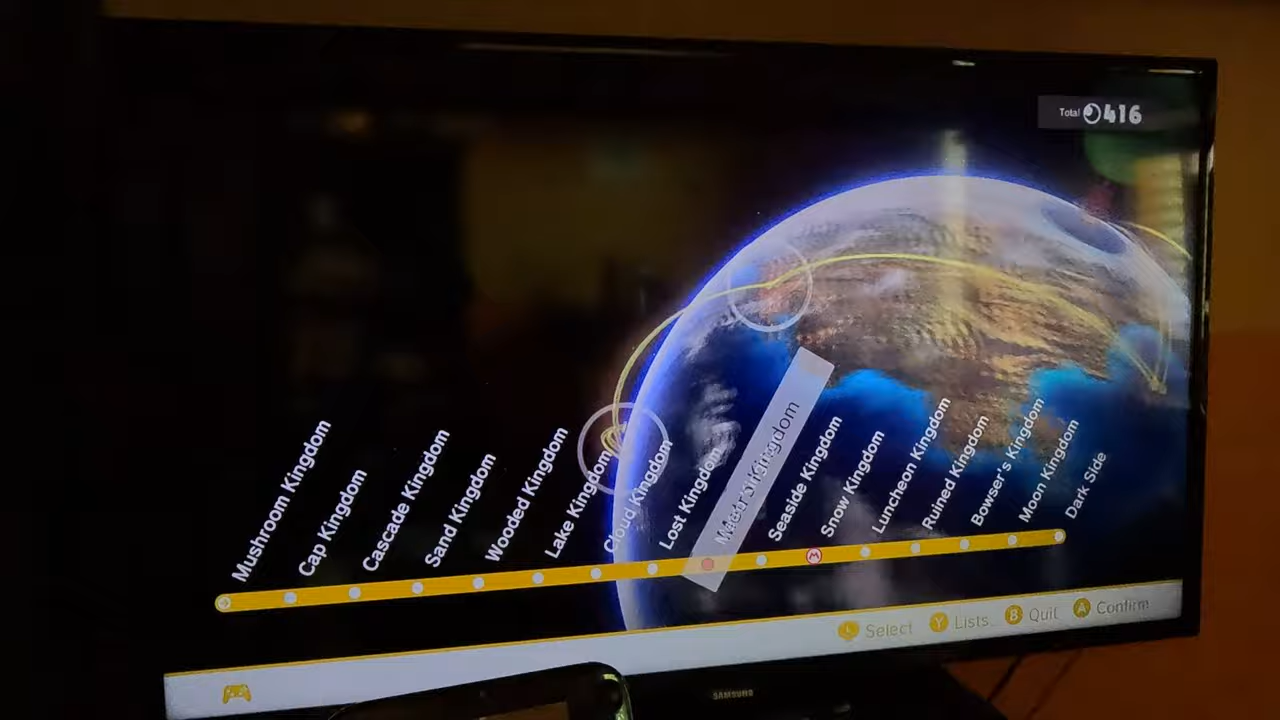 Total 416
Mushroom Kingdom
Cap Kingdom
Cascade Kingdom
Sand Kingdom
Wooded Kingdom
Lake Kingdom
Cloud Kingdom
Lost Kingdom
Kingdom
Seaside Kingdom
Snow Kingdom
Luncheon Kingdom
Ruined Kingdom
Bowser's Kingdom
Moon Kingdom
Dark Side
M
L Select Y Lists B Quit A Confirm
SAMSUNG